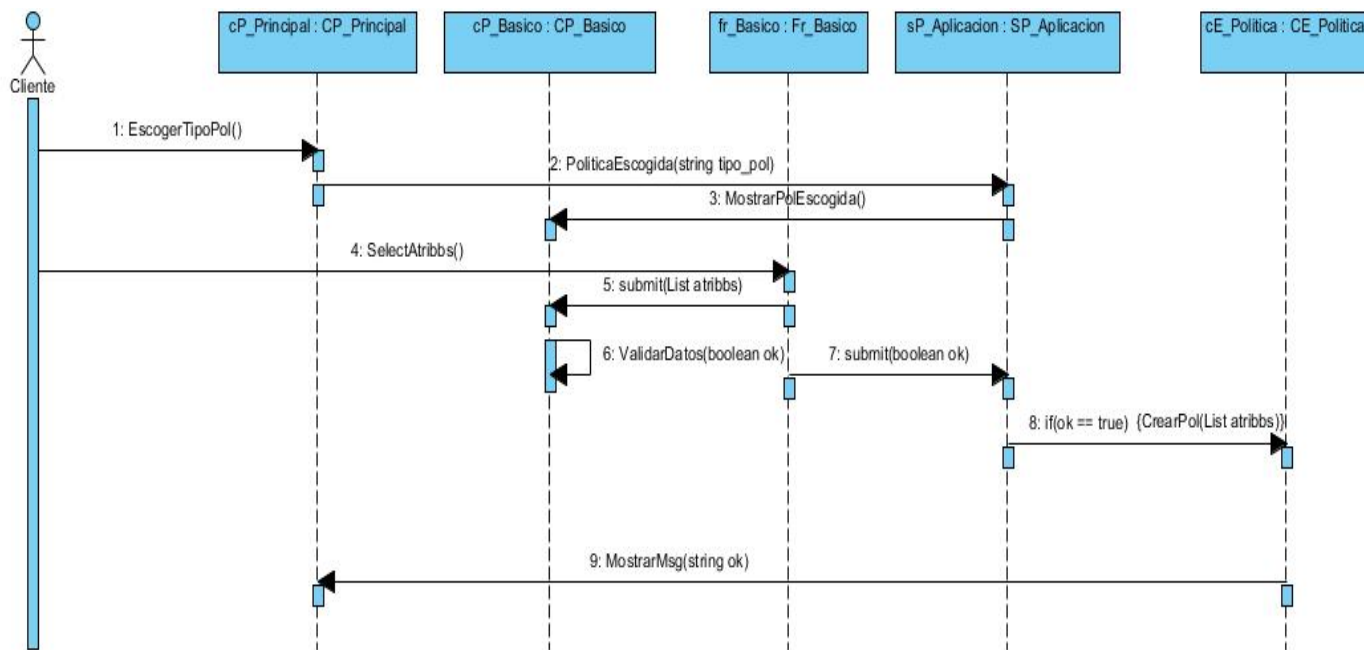 cP_Principal : CP_Principal
cP_Basico : CP_Basico
fr_Basico : Fr_Basico
sP_Aplicacion : SP_Aplicacion
cE_Politica : CE_Politica
Cliente
1: EscogerTipoPol()
2: PoliticaEscogida(string tipo_pol)
3: MostrarPolEscogida()
4: SelectAtribbs()
5: submit(List atribbs)
6: ValidarDatos(boolean ok)
7: submit(boolean ok)
8: if(ok == true) {CrearPol(List atribbs)}
9: MostrarMsg(string ok)